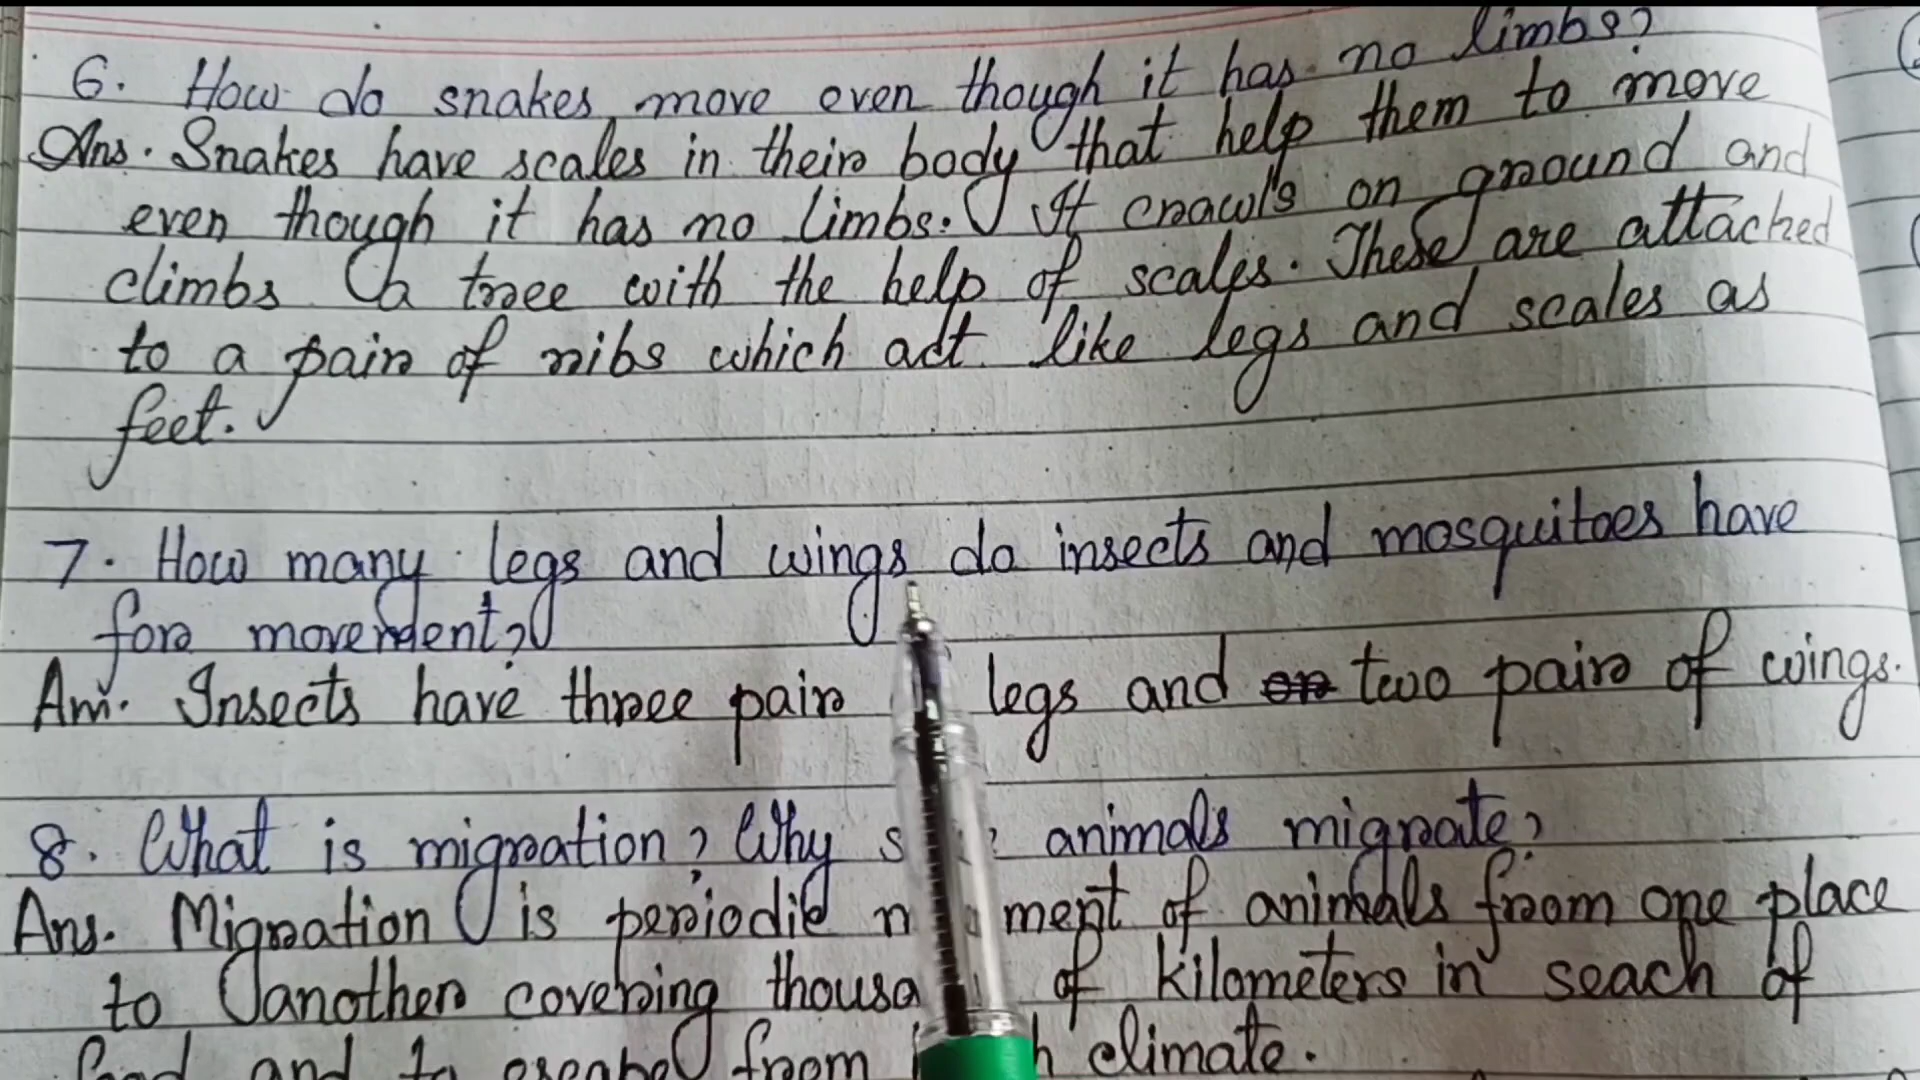 6. How do snakes move even though it has no limbs?
Ans. Snakes have scales in their body that help them to move
even though it has no limbs. It crawls on ground and
climbs a tree with the help of scales. These are attached
to a pair of ribs which act like legs and scales as
feet.
7. How many legs and wings do insects and mosquitoes have
for movement?
Ans. Insects have three pair legs and two pair of wings.
8. What is migration? Why animals migrate?
Ans. Migration is periodic of animals from one place
to another covering of kilometers in seach of
food and to from climate.